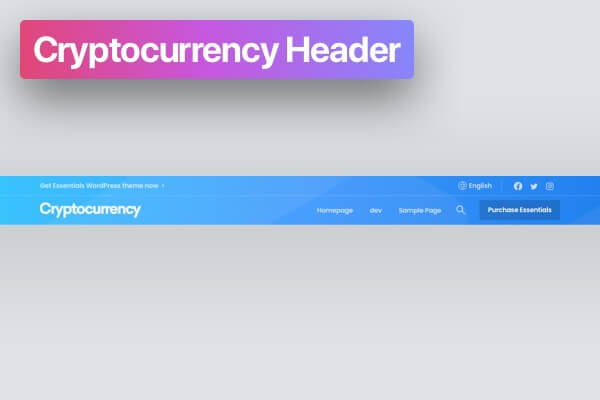 Cryptocurrency Header
Get Essentials WordPress theme now ›
English
Cryptocurrency
Homepage dev Sample Page
Purchase Essentials